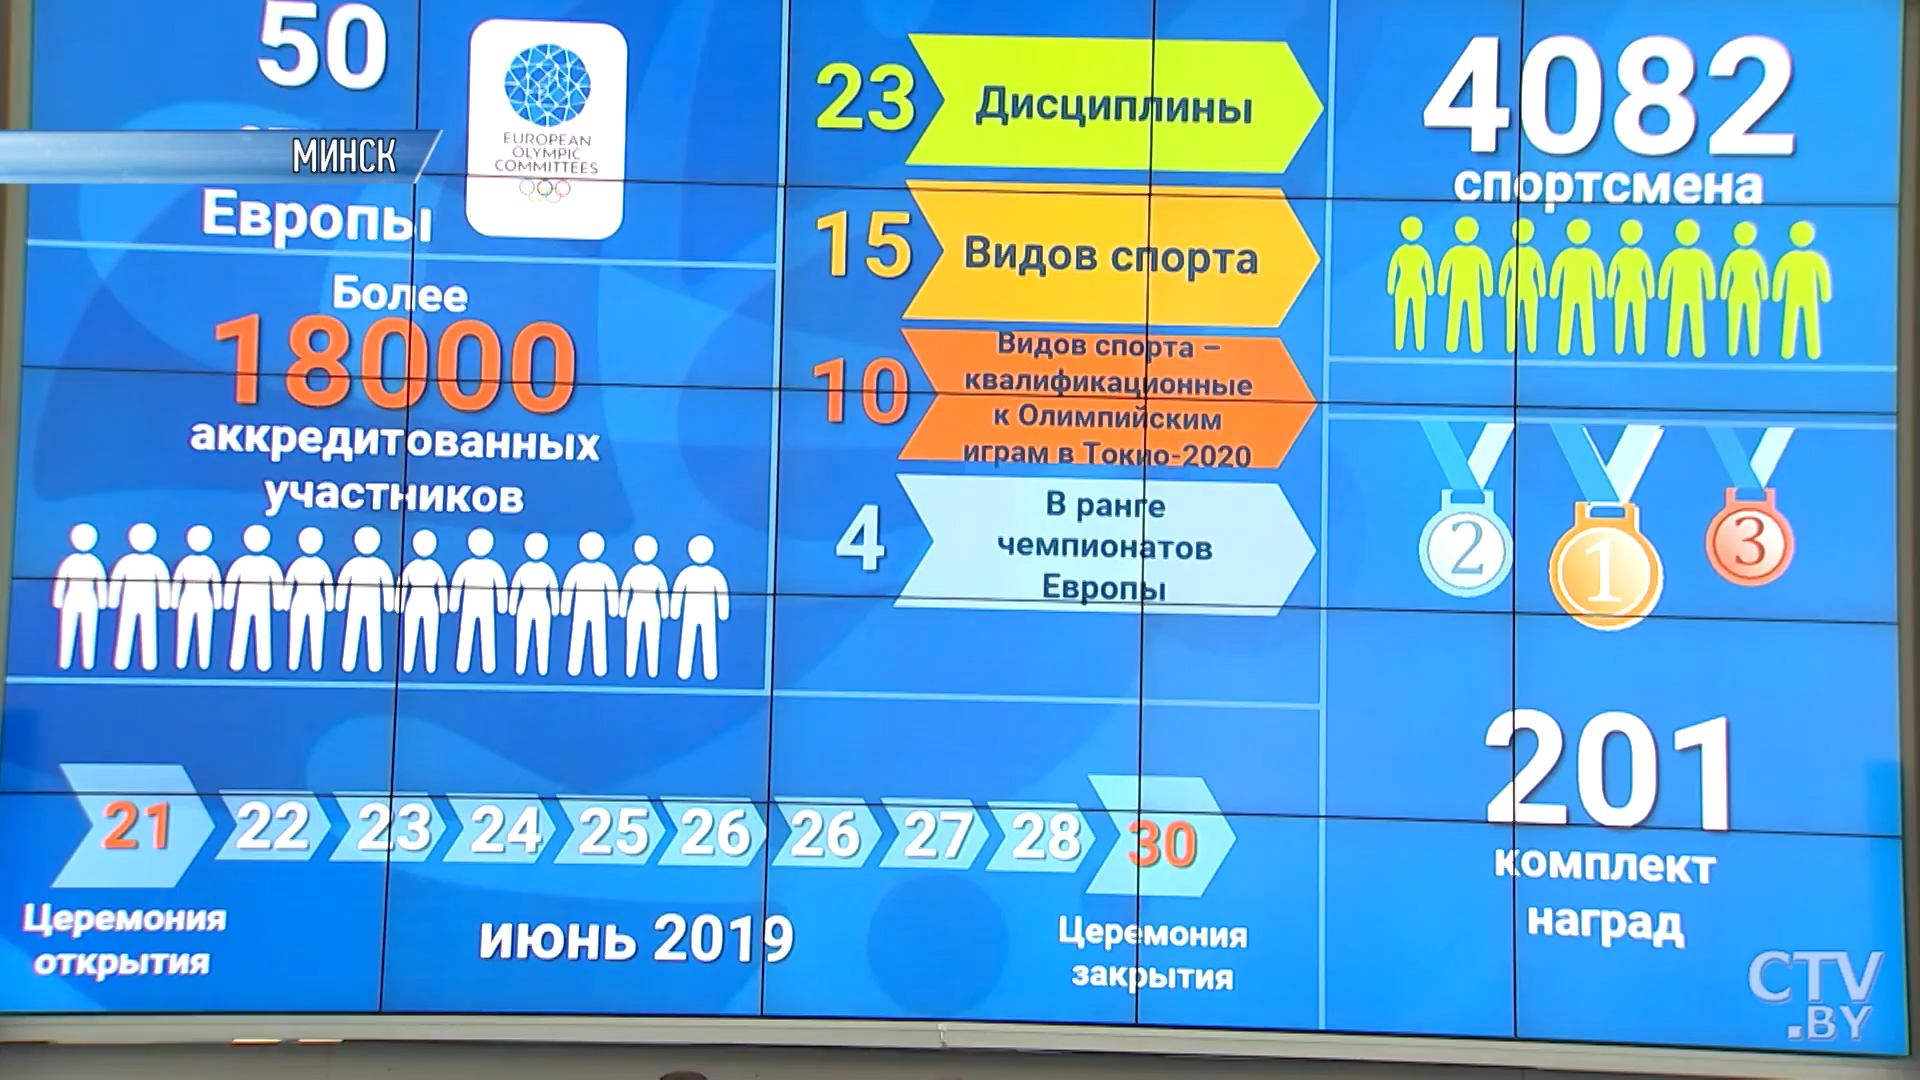 50
МИНСК
Европы
EUROPEAN
OLYMPIC
COMMITTEES
Более
18000
аккредитованных
участников
23 Дисциплины
15 Видов спорта
10 Видов спорта –
квалификационные
к Олимпийским
играм в Токио-2020
4 В ранге
чемпионатов
Европы
4082
спортсмена
2 1 3
201
комплект
наград
21 22 23 24 25 26 26 27 28 30
Церемония
открытия
июнь 2019
Церемония
закрытия
CTV
.BY